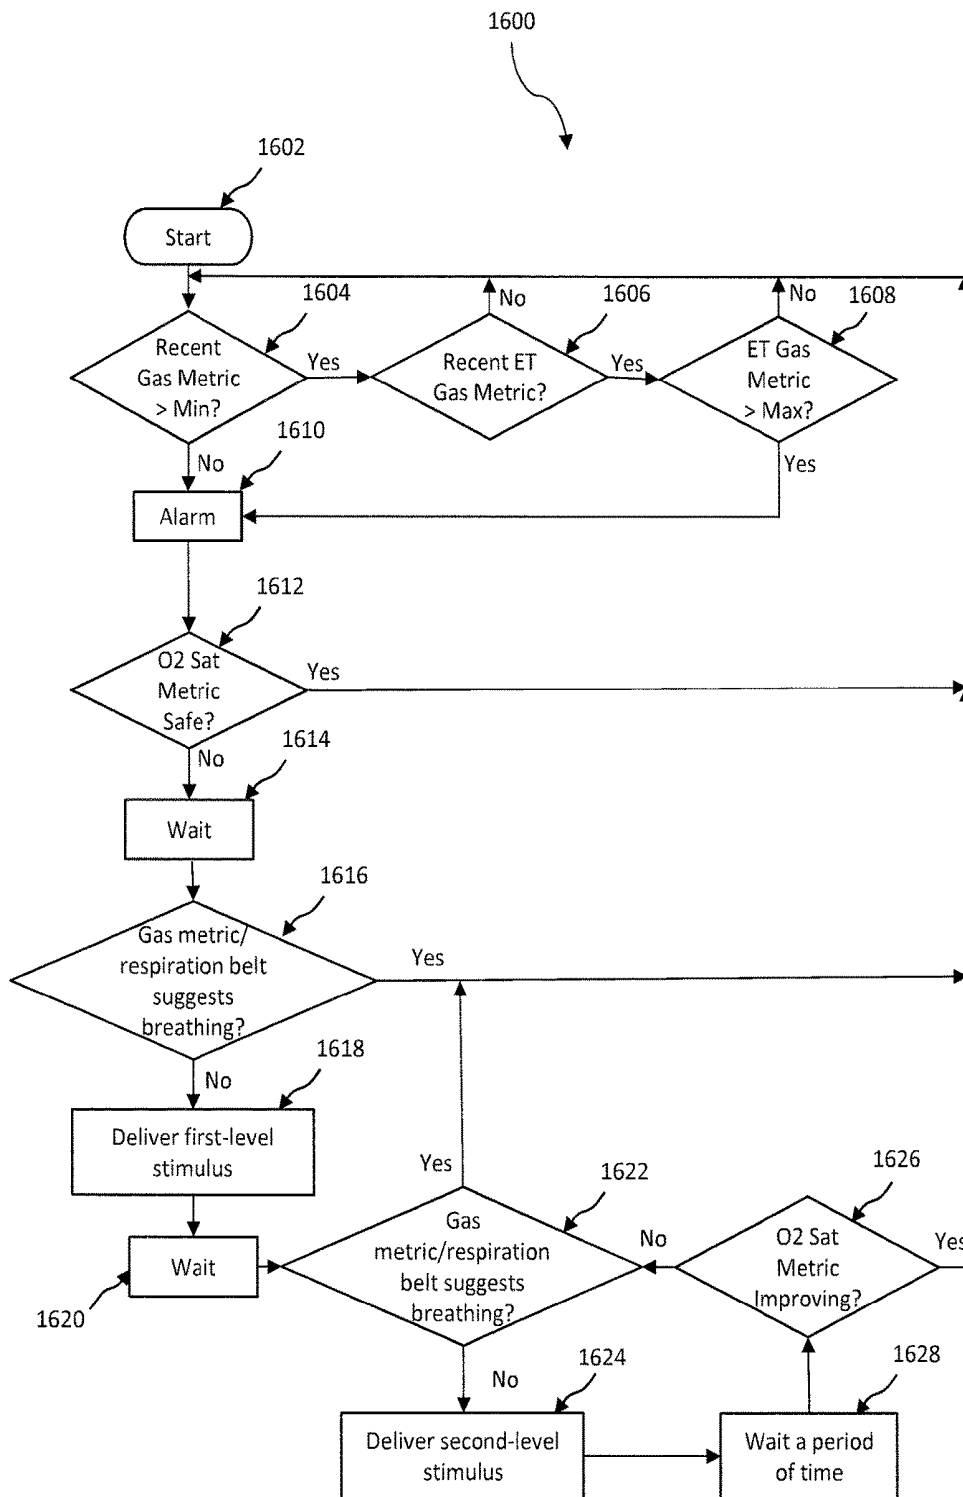 1600
1602
Start
1604
No
1606
No
1608
Recent
Gas Metric
> Min?
Yes
Recent ET
Gas Metric?
Yes
ET Gas
Metric
> Max?
No
1610
Yes
Alarm
1612
O2 Sat
Metric
Safe?
Yes
No
1614
Wait
1616
Gas metric/
respiration belt
suggests
breathing?
Yes
No
1618
Deliver first-level
stimulus
Yes
1622
1626
Wait
1620
Gas
metric/respiration
belt suggests
breathing?
No
O2 Sat
Metric
Improving?
Yes
No
1624
1628
Deliver second-level
stimulus
Wait a period
of time